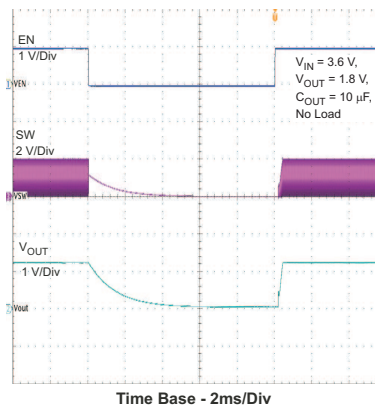 EN
1 V/Div
VEN
V_IN = 3.6 V,
V_OUT = 1.8 V,
C_OUT = 10 μF,
No Load
SW
2 V/Div
VSW
V_OUT
1 V/Div
Vout
Time Base - 2ms/Div